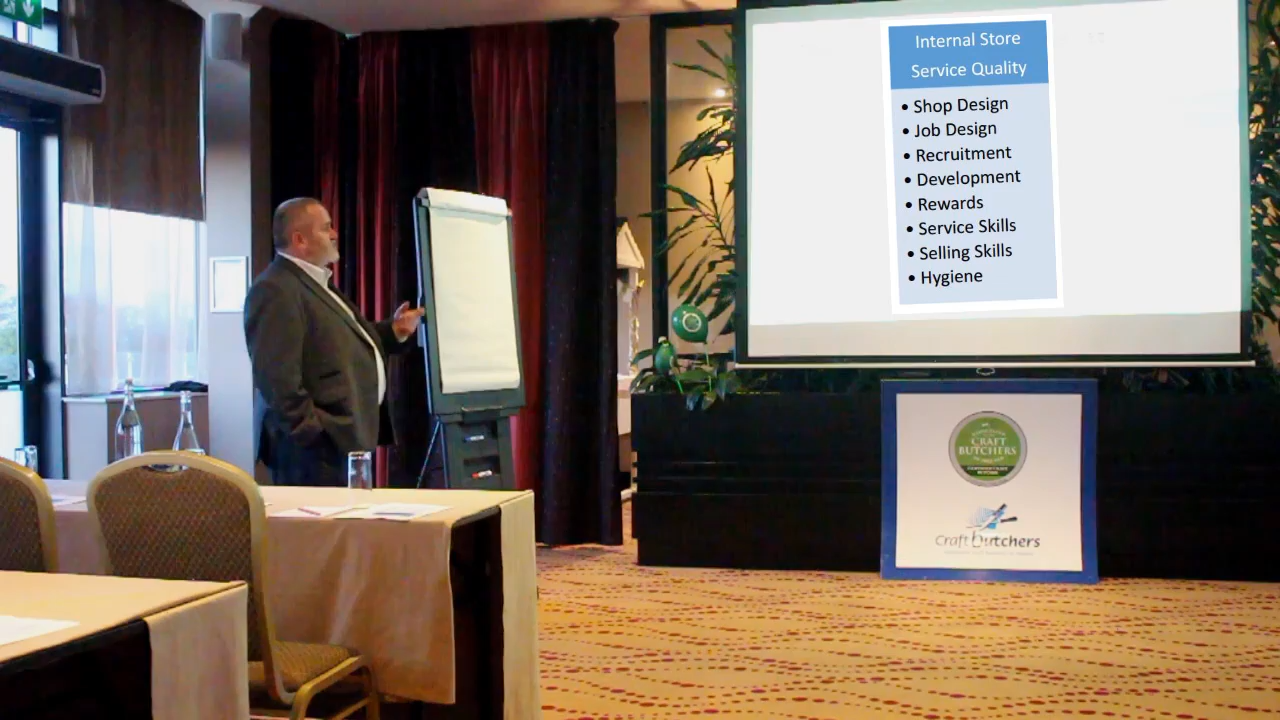 Internal Store
Service Quality
• Shop Design
• Job Design
• Recruitment
• Development
• Rewards
• Service Skills
• Selling Skills
• Hygiene
CRAFT
BUTCHERS
Craft Butchers